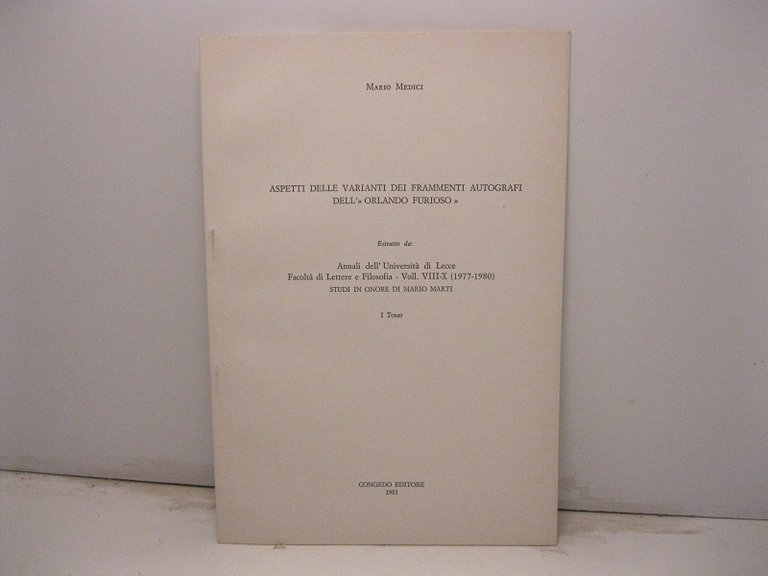 MARIO MEDICI
ASPETTI DELLE VARIANTI DEI FRAMMENTI AUTOGRAFI
DELL'« ORLANDO FURIOSO »
Estratto da:
Annali dell'Università di Lecce
Facoltà di Lettere e Filosofia - Voll. VIII-X (1977-1980)
STUDI IN ONORE DI MARIO MARTI
I TOMO
CONGEDO EDITORE
1981